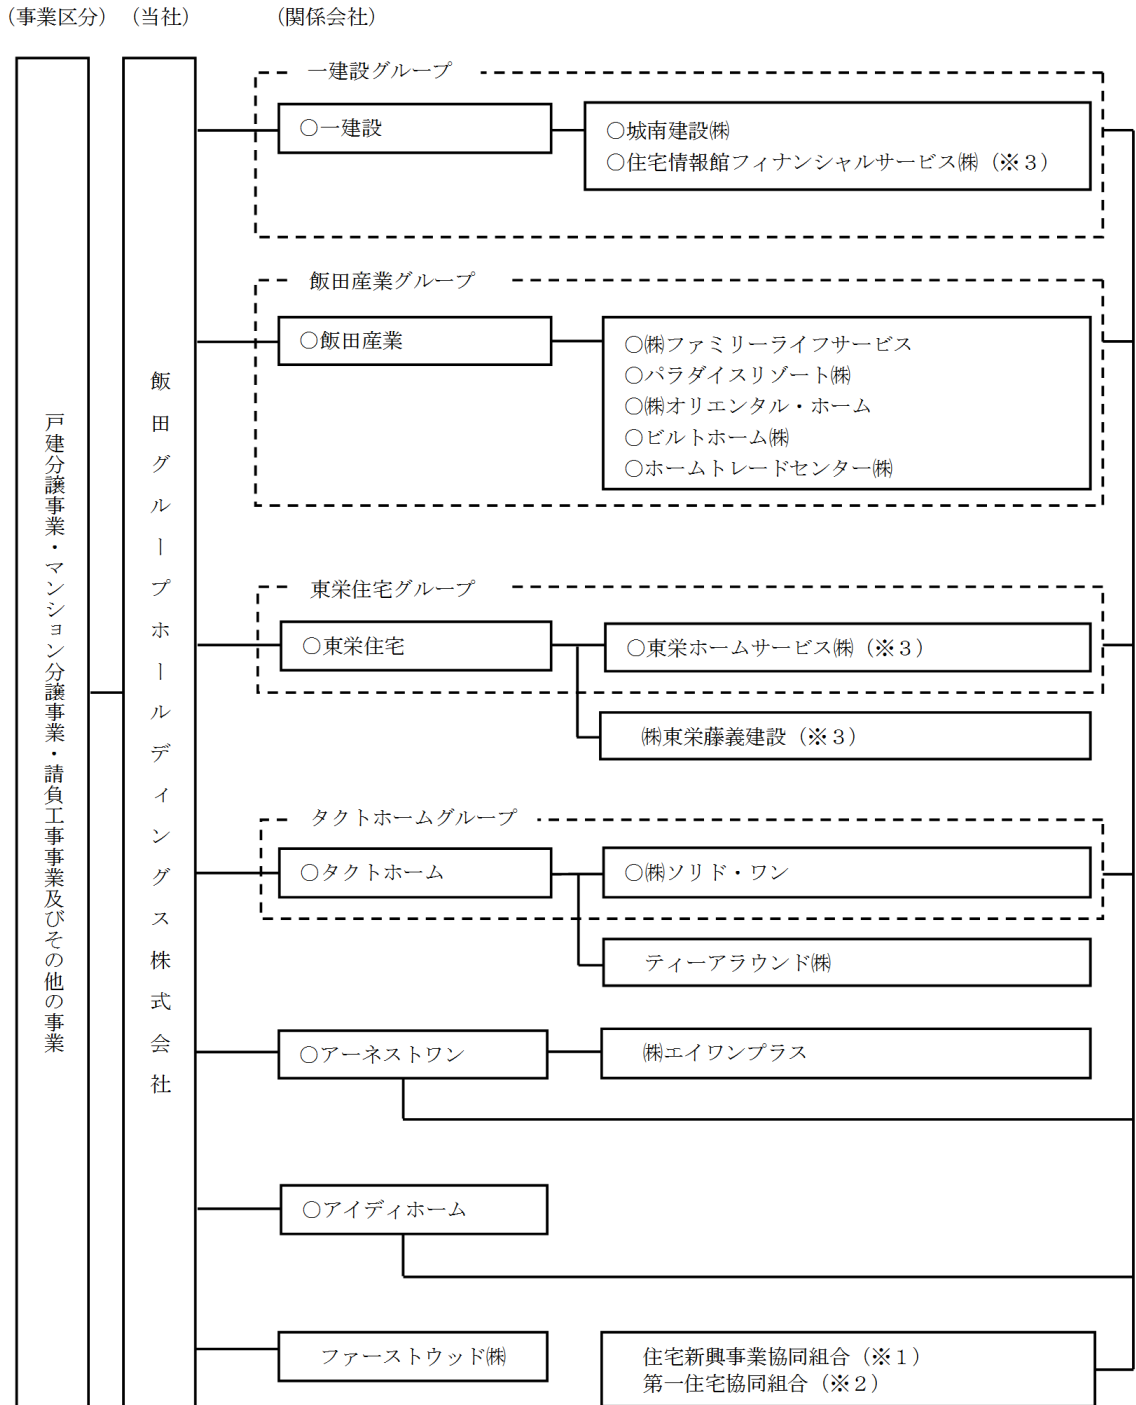 （事業区分）（当社）（関係会社）
戸建分譲事業・マンション分譲事業・請負工事事業及びその他の事業
飯田グループホールディングス株式会社
一建設グループ
○一建設
○城南建設㈱
○住宅情報館フィナンシャルサービス㈱（※３）
飯田産業グループ
○飯田産業
○㈱ファミリーライフサービス
○パラダイスリゾート㈱
○㈱オリエンタル・ホーム
○ビルトホーム㈱
○ホームトレードセンター㈱
東栄住宅グループ
○東栄住宅
○東栄ホームサービス㈱（※３）
㈱東栄藤義建設（※３）
タクトホームグループ
○タクトホーム
○㈱ソリド・ワン
ティーアラウンド㈱
○アーネストワン
㈱エイワンプラス
○アイディホーム
ファーストウッド㈱
住宅新興事業協同組合（※１）
第一住宅協同組合（※２）